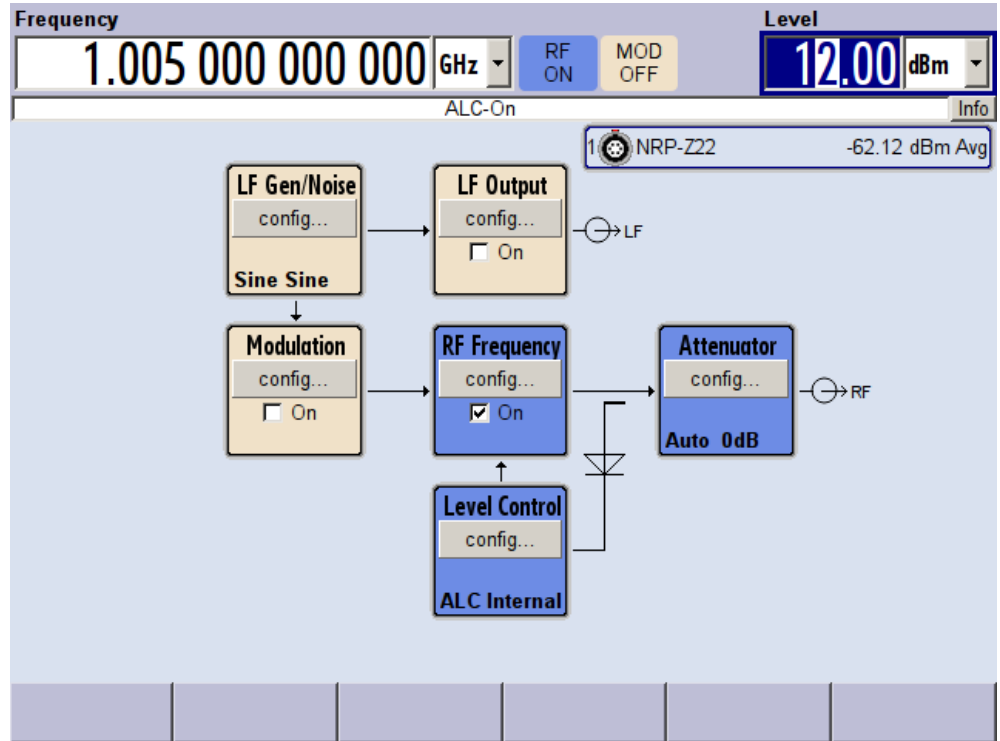 Frequency Level
1.005 000 000 000 GHz RF ON MOD OFF 12.00 dBm
ALC-On Info
1 NRP-Z22 -62.12 dBm Avg
LF Gen/Noise LF Output
config... config...
On LF
Sine Sine
Modulation RF Frequency Attenuator
config... config... config...
On On RF
Auto 0dB
Level Control
config...
ALC Internal